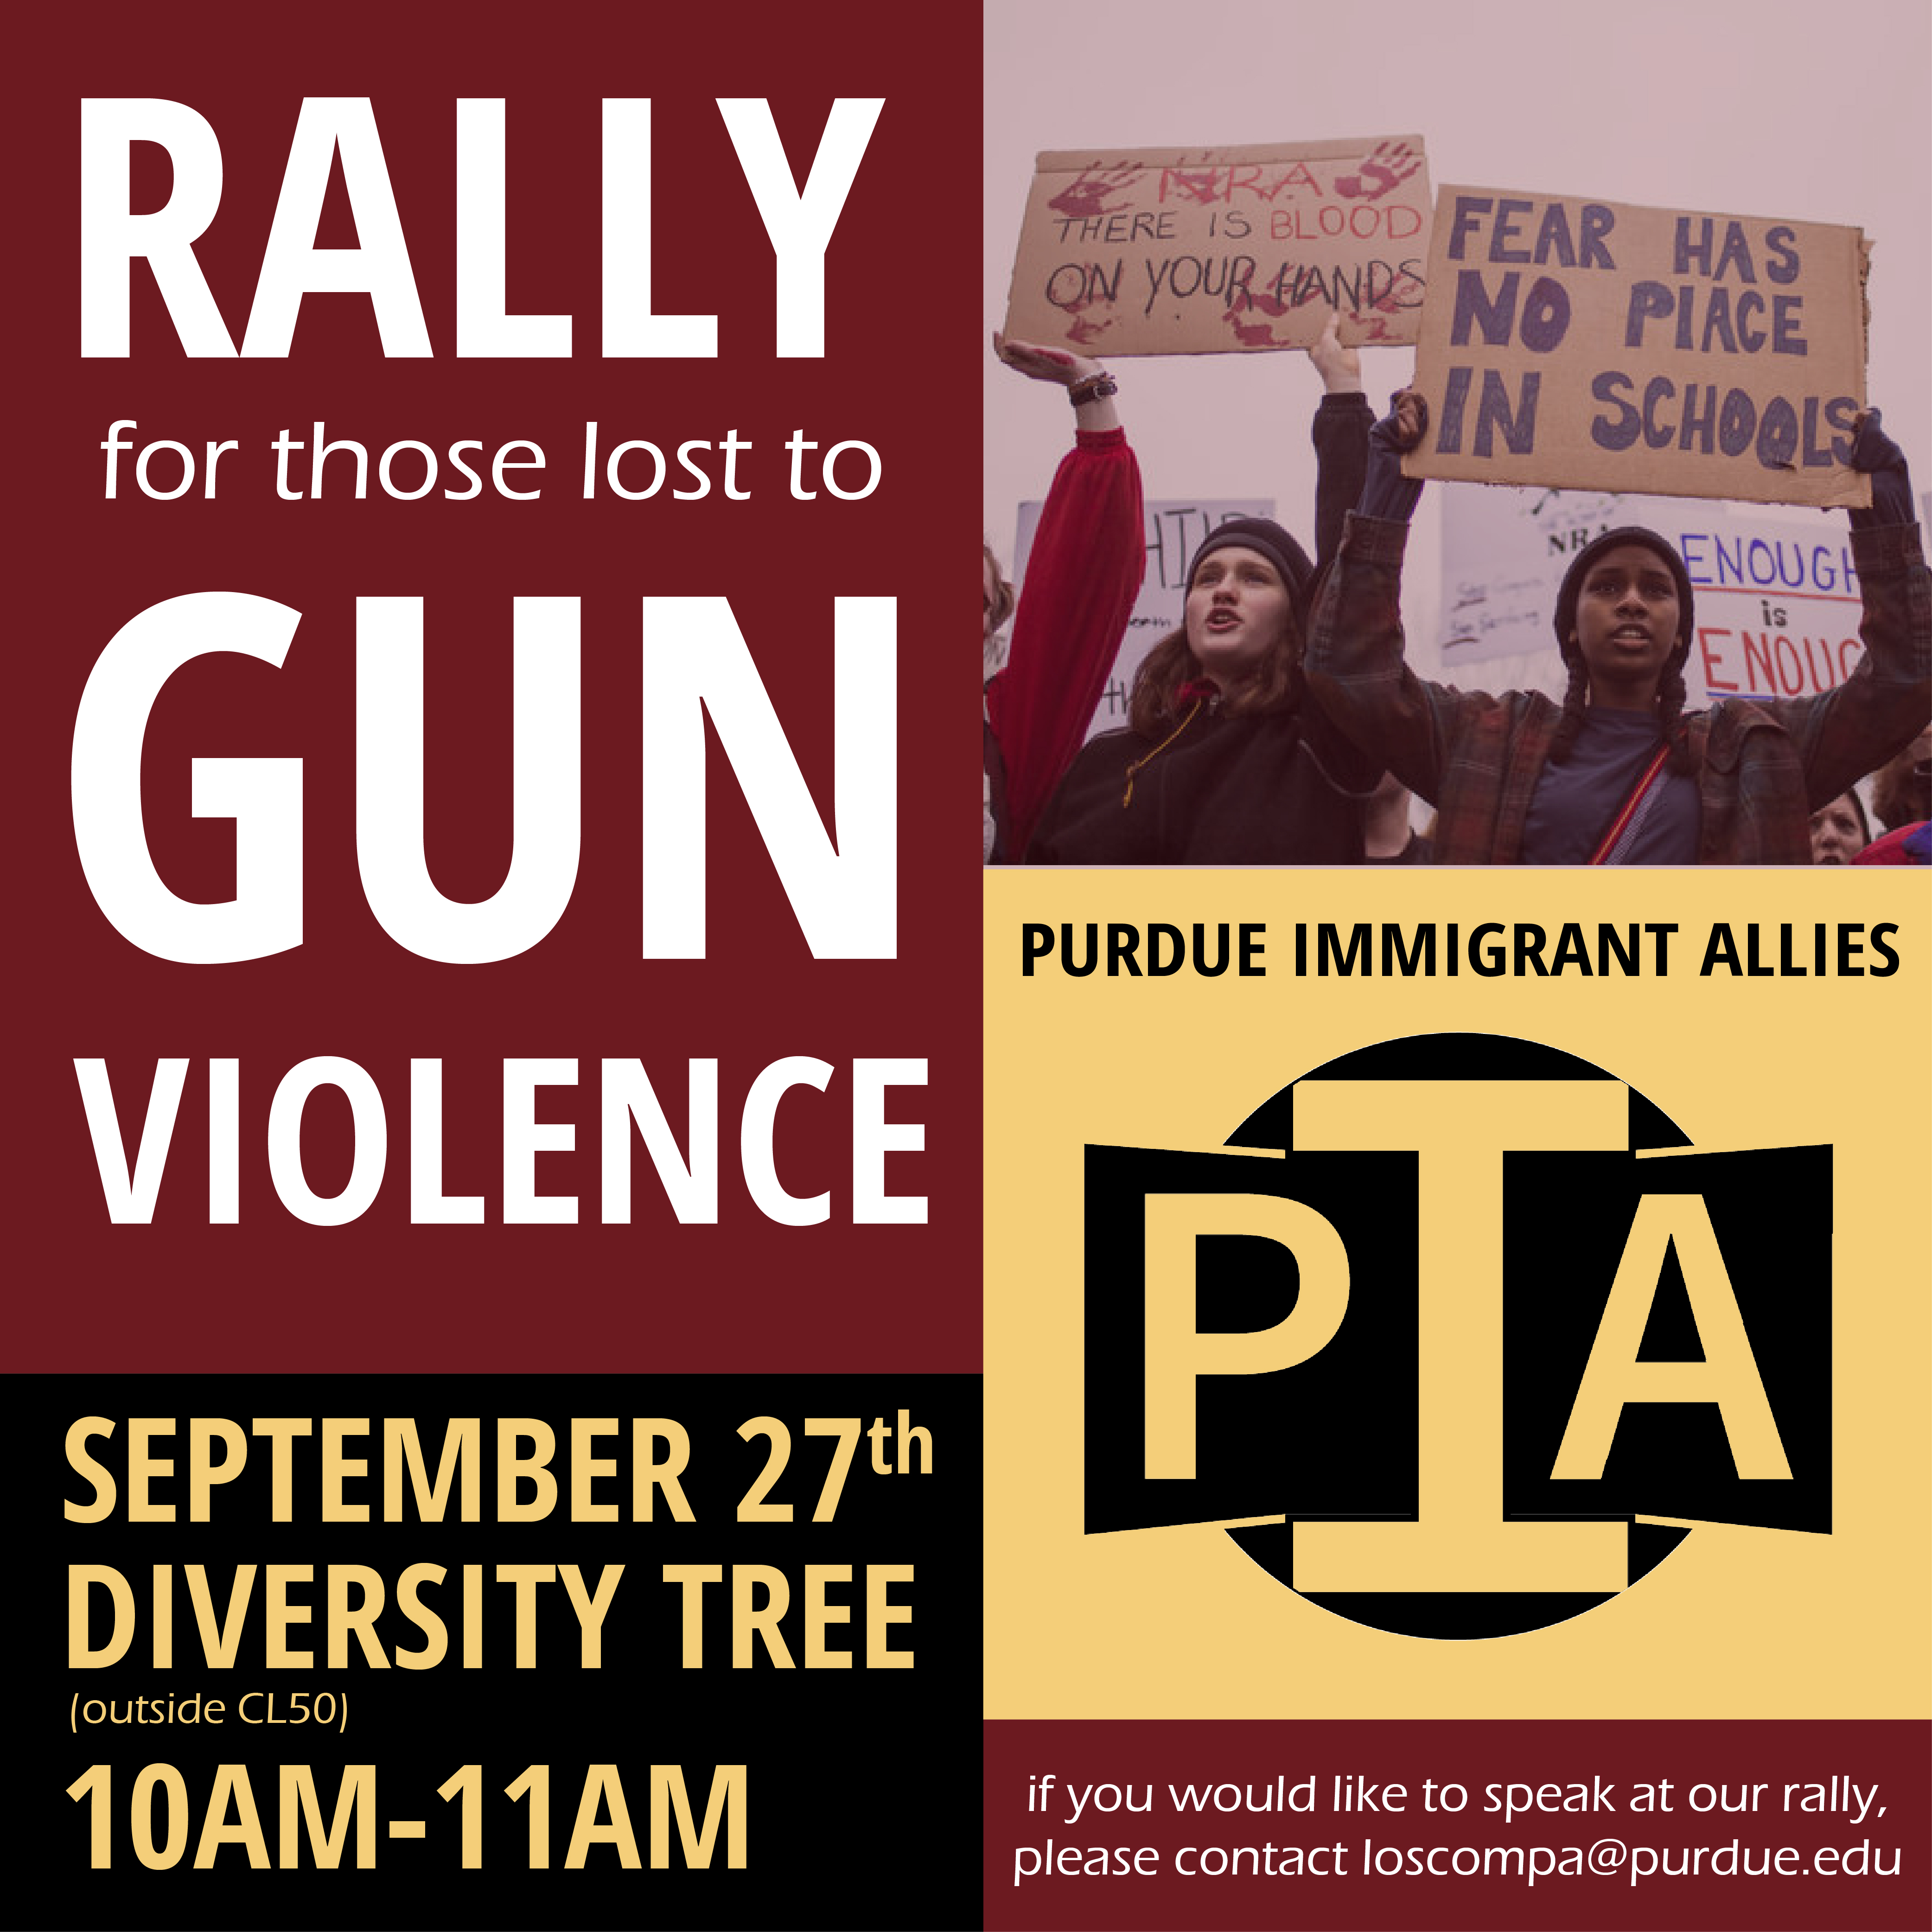 RALLY
for those lost to
GUN
VIOLENCE
SEPTEMBER 27th
DIVERSITY TREE
(outside CL50)
10AM-11AM
NRA
THERE IS BLOOD
ON YOUR HANDS
FEAR HAS
NO PlACE
IN SCHOOLS
ENOUGH
is
ENOUG
PURDUE IMMIGRANT ALLIES
PIA
if you would like to speak at our rally,
please contact loscompa@purdue.edu